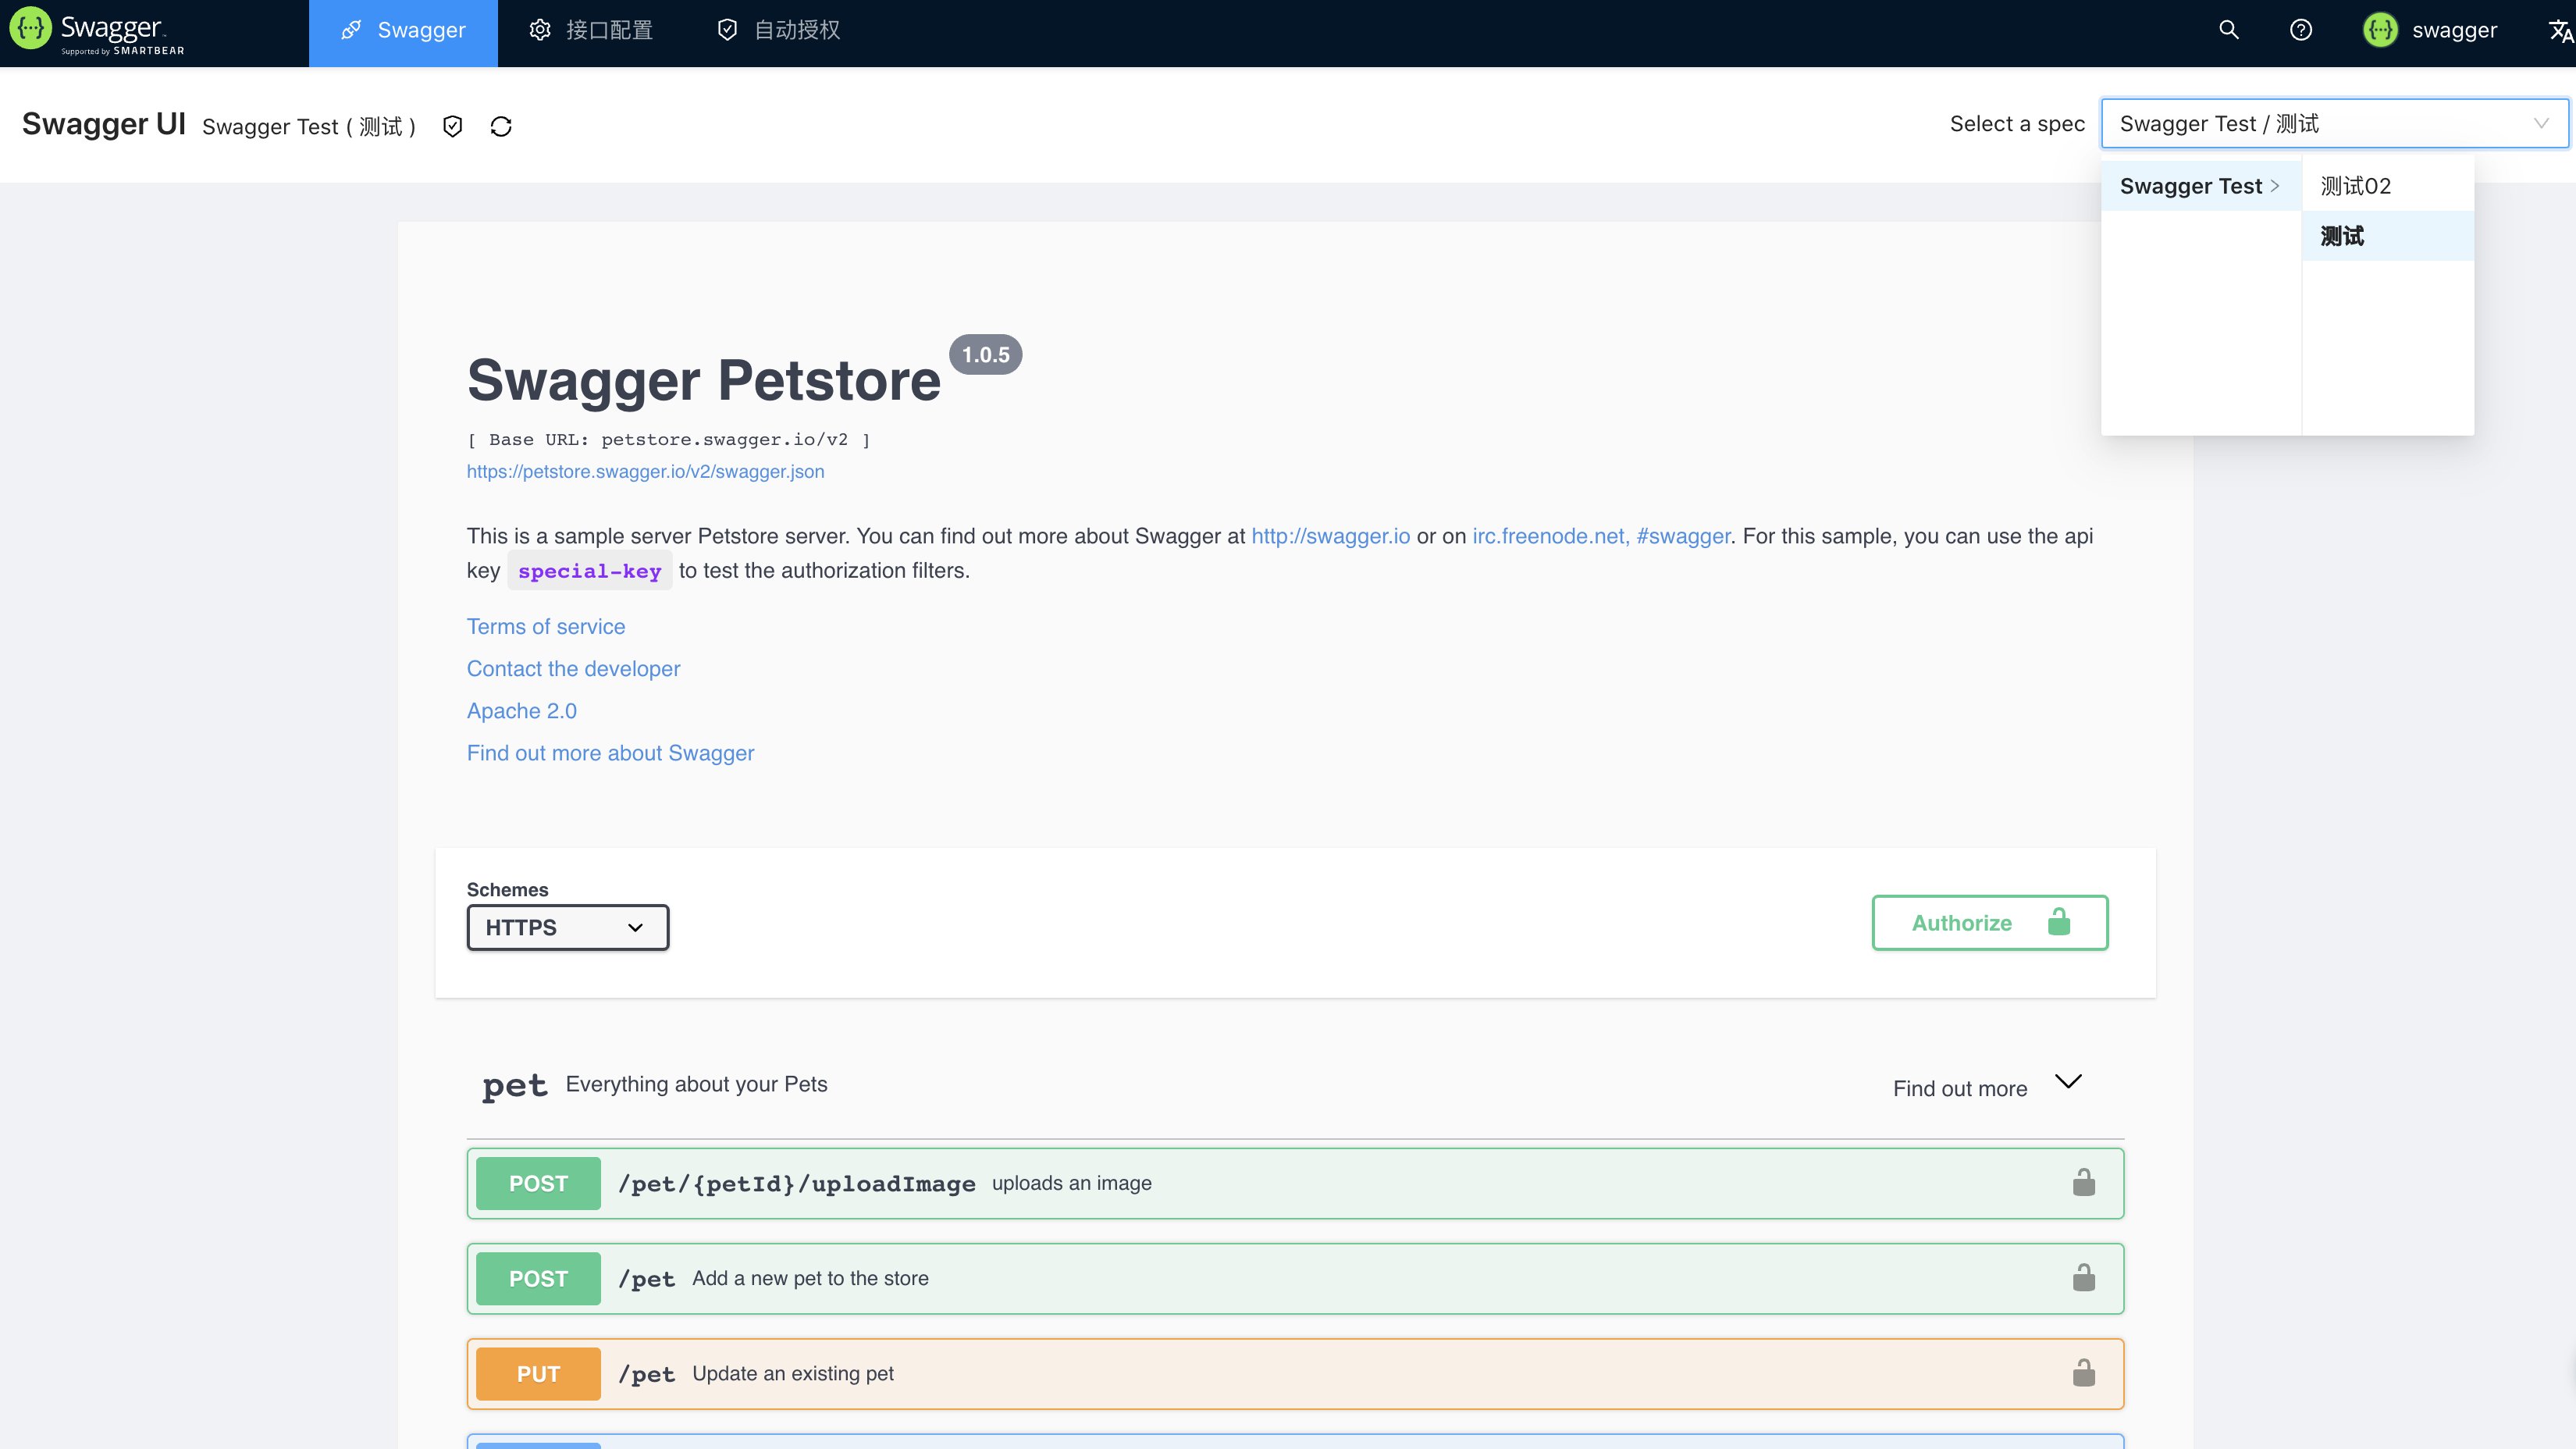 Swagger
Supported by SMARTBEAR
Swagger
接口配置
自动授权
swagger
Swagger UI
Swagger Test ( 测试 )
Select a spec
Swagger Test / 测试
Swagger Test
测试02
测试
Swagger Petstore
1.0.5
[ Base URL: petstore.swagger.io/v2 ]
https://petstore.swagger.io/v2/swagger.json
This is a sample server Petstore server. You can find out more about Swagger at http://swagger.io or on irc.freenode.net, #swagger. For this sample, you can use the api
key special-key to test the authorization filters.
Terms of service
Contact the developer
Apache 2.0
Find out more about Swagger
Schemes
HTTPS
Authorize
pet Everything about your Pets
Find out more
POST /pet/{petId}/uploadImage uploads an image
POST /pet Add a new pet to the store
PUT /pet Update an existing pet